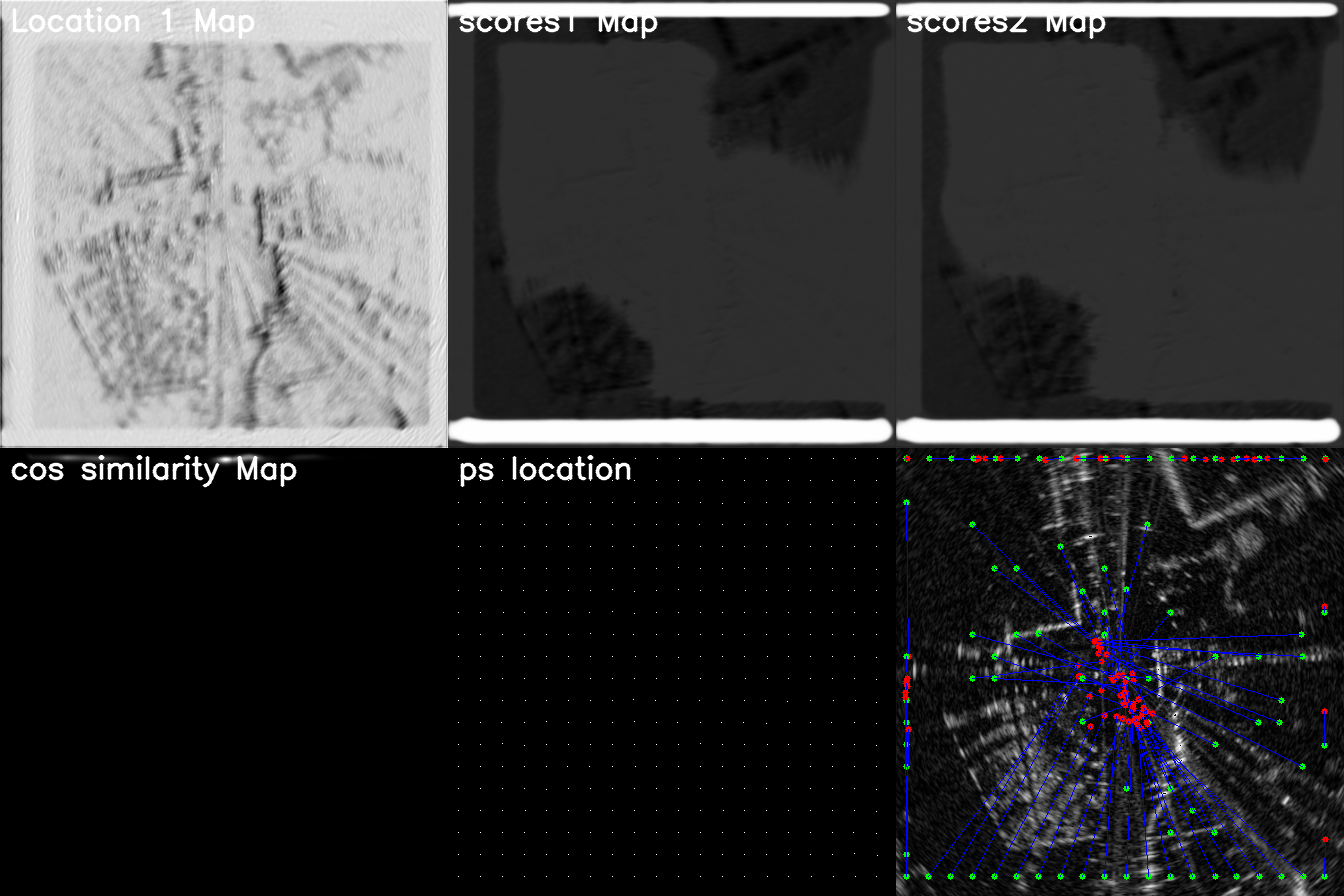 Location 1 Map
scores1 Map
scores2 Map
cos similarity Map
ps location